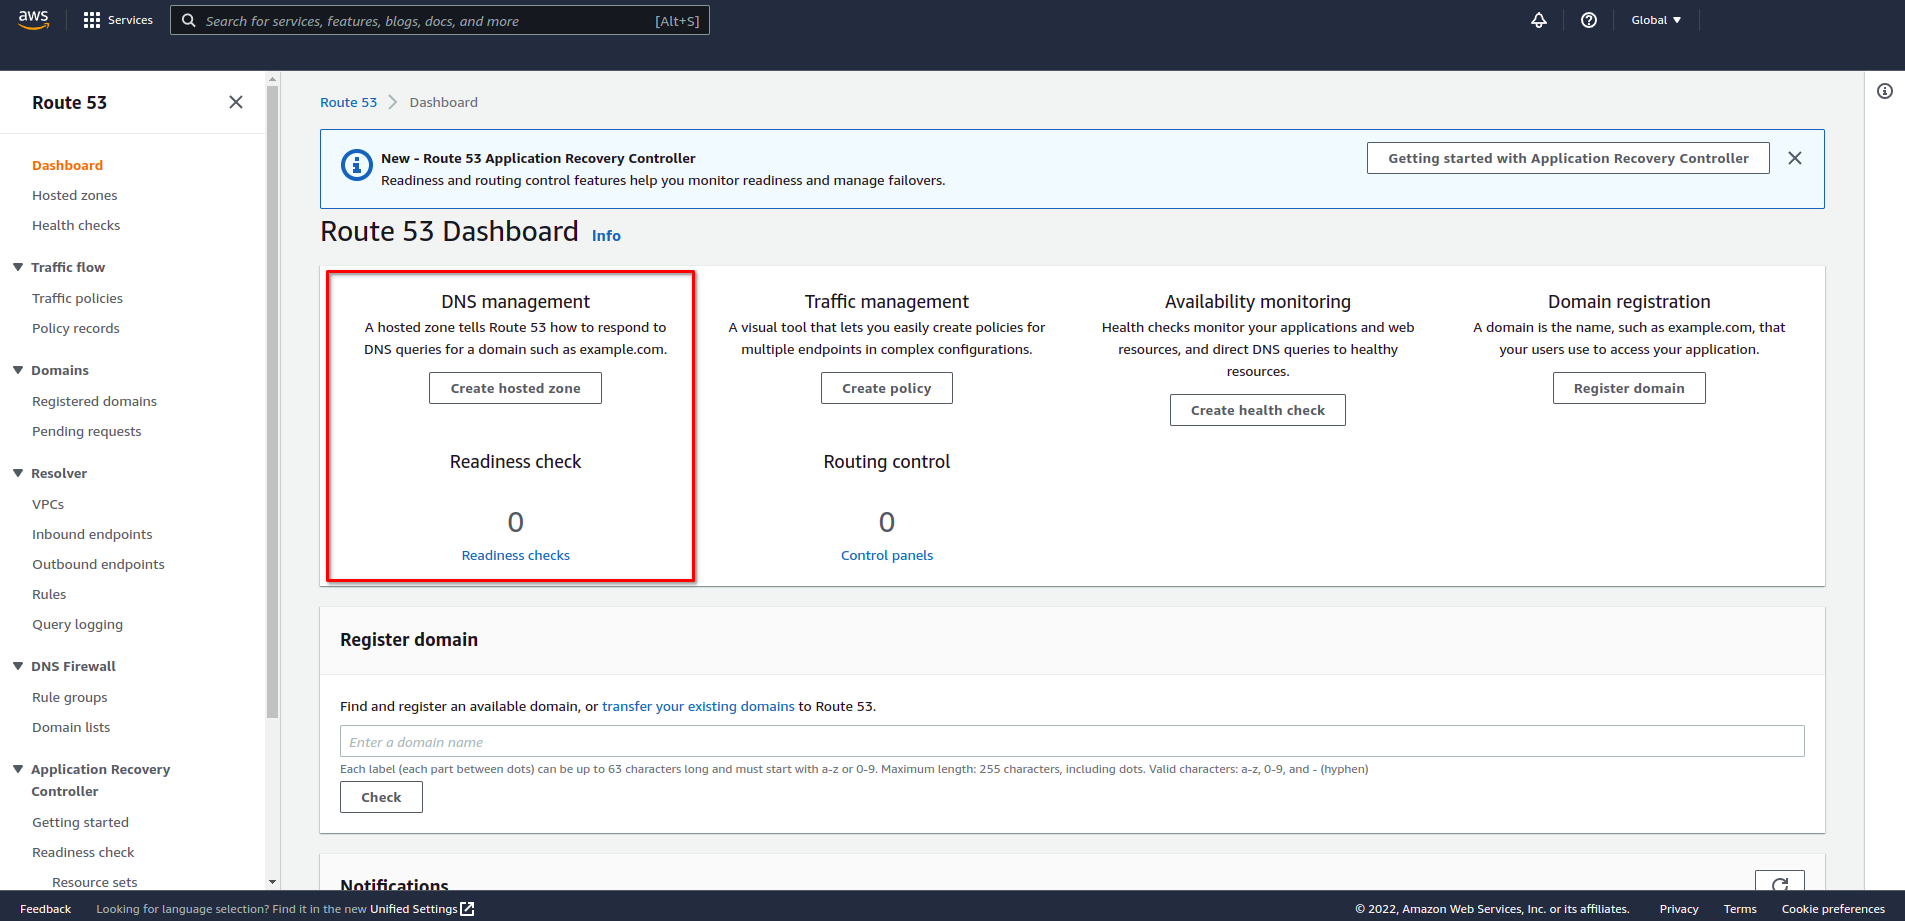 aws
Services
Search for services, features, blogs, docs, and more
[Alt+S]
Global
Route 53
Dashboard
Hosted zones
Health checks
Traffic flow
Traffic policies
Policy records
Domains
Registered domains
Pending requests
Resolver
VPCs
Inbound endpoints
Outbound endpoints
Rules
Query logging
DNS Firewall
Rule groups
Domain lists
Application Recovery
Controller
Getting started
Readiness check
Resource sets
Route 53 Dashboard
New - Route 53 Application Recovery Controller
Readiness and routing control features help you monitor readiness and manage failovers.
Getting started with Application Recovery Controller
Route 53 Dashboard Info
DNS management
A hosted zone tells Route 53 how to respond to
DNS queries for a domain such as example.com.
Create hosted zone
Traffic management
A visual tool that lets you easily create policies for
multiple endpoints in complex configurations.
Create policy
Availability monitoring
Health checks monitor your applications and web
resources, and direct DNS queries to healthy
resources.
Create health check
Domain registration
A domain is the name, such as example.com, that
your users use to access your application.
Register domain
Readiness check
0
Readiness checks
Routing control
0
Control panels
Register domain
Find and register an available domain, or transfer your existing domains to Route 53.
Enter a domain name
Each label (each part between dots) can be up to 63 characters long and must start with a-z or 0-9. Maximum length: 255 characters, including dots. Valid characters: a-z, 0-9, and - (hyphen)
Check
Notifications
Feedback
Looking for language selection? Find it in the new Unified Settings
© 2022, Amazon Web Services, Inc. or its affiliates.
Privacy
Terms
Cookie preferences